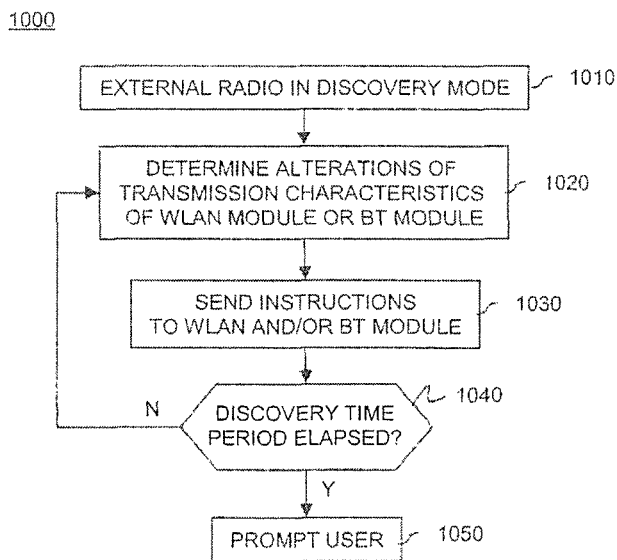 1000
EXTERNAL RADIO IN DISCOVERY MODE
1010
DETERMINE ALTERATIONS OF
TRANSMISSION CHARACTERISTICS
OF WLAN MODULE OR BT MODULE
1020
SEND INSTRUCTIONS
TO WLAN AND/OR BT MODULE
1030
DISCOVERY TIME
PERIOD ELAPSED?
1040
N
Y
PROMPT USER
1050